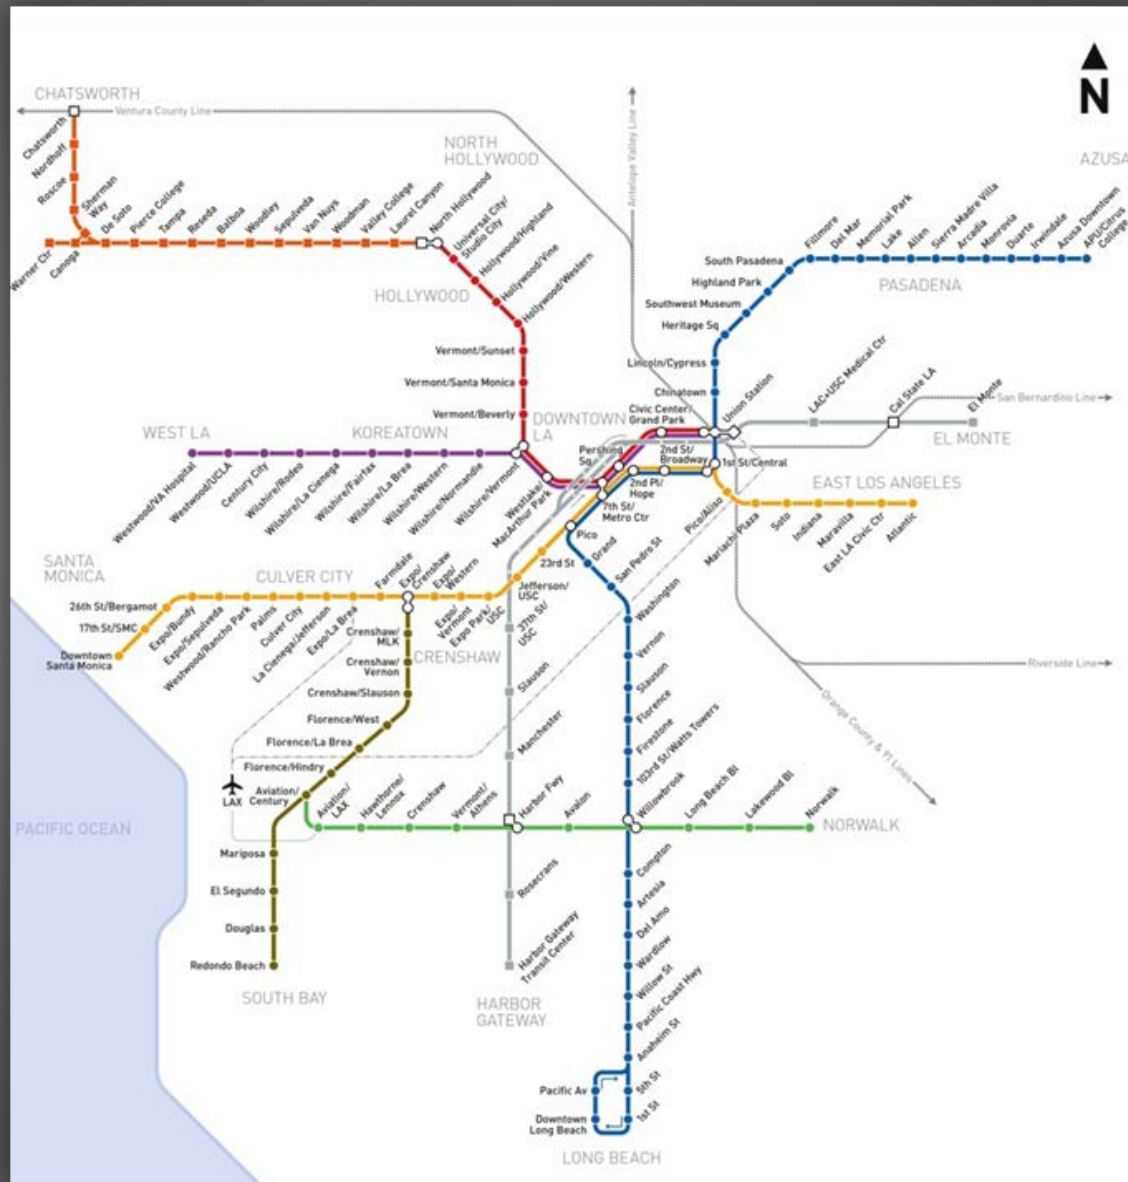 N
CHATSWORTH
Ventura County Line
Antelope Valley Line
NORTH
HOLLYWOOD
AZUSA
Chatsworth
Nordhoff
Roscoe
Sherman
Way
Warner Ctr
Canoga
De Soto
Pierce College
Tampa
Reseda
Balboa
Woodley
Sepulveda
Van Nuys
Woodman
Valley College
Laurel Canyon
North Hollywood
Universal City/
Studio City
Hollywood/Highland
Hollywood/Vine
Hollywood/Western
HOLLYWOOD
Vermont/Sunset
Vermont/Santa Monica
Vermont/Beverly
Fillmore
Del Mar
Memorial Park
Lake
Allen
Sierra Madre Villa
Arcadia
Monrovia
Duarte
Irwindale
Azusa Downtown
APU/Citrus
College
PASADENA
South Pasadena
Highland Park
Southwest Museum
Heritage Sq
Lincoln/Cypress
Chinatown
Union Station
LAC+USC Medical Ctr
Cal State LA
El Monte
San Bernardino Line
EL MONTE
DOWNTOWN
LA
Civic Center/
Grand Park
Pershing
Sq
2nd St/
Broadway
1st St/Central
2nd Pl/
Hope
7th St/
Metro Ctr
WEST LA
KOREATOWN
Westwood/VA Hospital
Westwood/UCLA
Century City
Wilshire/Rodeo
Wilshire/La Cienega
Wilshire/Fairfax
Wilshire/La Brea
Wilshire/Western
Wilshire/Normandie
Wilshire/Vermont
Westlake/
MacArthur Park
EAST LOS ANGELES
Pico/Aliso
Mariachi Plaza
Soto
Indiana
Maravilla
East LA Civic Ctr
Atlantic
Pico
Grand
San Pedro St
Washington
Vernon
Slauson
Florence
Firestone
103rd St/Watts Towers
Willowbrook
23rd St
Jefferson/
USC
37th St/
USC
SANTA
MONICA
CULVER CITY
26th St/Bergamot
17th St/SMC
Downtown
Santa Monica
Expo/Bundy
Expo/Sepulveda
Westwood/Rancho Park
Palms
Culver City
La Cienega/Jefferson
Expo/La Brea
Farmdale
Expo/
Crenshaw
Expo/
Western
Expo/
Vermont
Expo Park/
USC
Crenshaw/
MLK
CRENSHAW
Crenshaw/
Vernon
Crenshaw/Slauson
Florence/West
Florence/La Brea
Florence/Hindry
Aviation/
Century
LAX
Slauson
Manchester
Harbor Fwy
Riverside Line
Orange County & PI Lines
Aviation/
LAX
Hawthorne/
Lennox
Crenshaw
Vermont/
Athens
Avalon
Long Beach Bl
Lakewood Bl
Norwalk
NORWALK
PACIFIC OCEAN
Mariposa
El Segundo
Douglas
Redondo Beach
SOUTH BAY
Rosecrans
Harbor Gateway
Transit Center
HARBOR
GATEWAY
Compton
Artesia
Del Amo
Wardlow
Willow St
Pacific Coast Hwy
Anaheim St
5th St
1st St
Pacific Av
Downtown
Long Beach
LONG BEACH